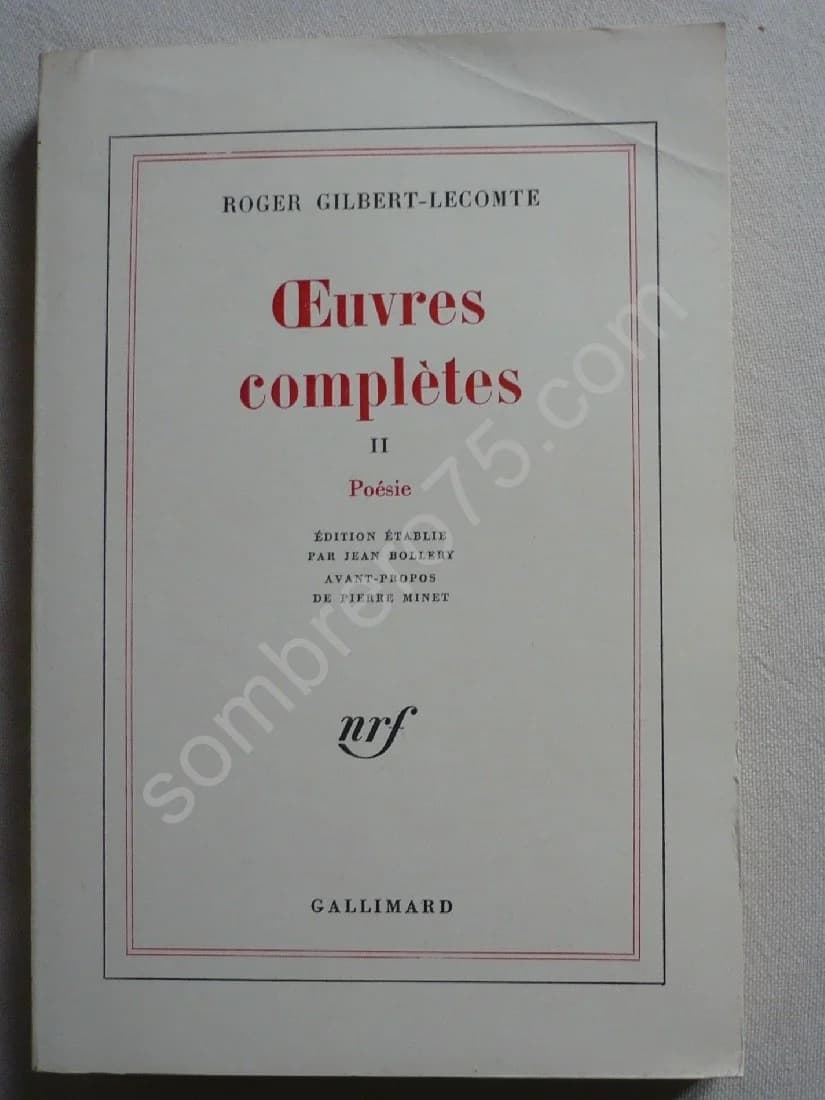 ROGER GILBERT-LECOMTE
Œuvres
complètes
II
Poésie
ÉDITION ÉTABLIE
PAR JEAN BOLLERY
AVANT-PROPOS
DE PIERRE MINET
nrf
GALLIMARD
sombrero75.com